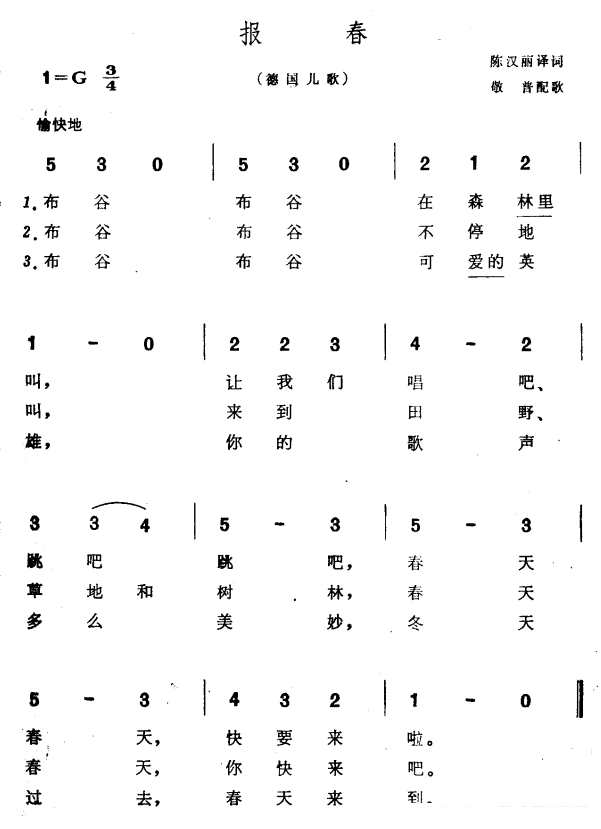 报 春
陈汉丽译词
1=G 3/4 （德国儿歌） 敬 普配歌
愉快地
5 3 0 | 5 3 0 | 2 1 2 |
1.布 谷 布 谷 在 森 林里
2.布 谷 布 谷 不 停 地
3.布 谷 布 谷 可 爱的 英
1 - 0 | 2 2 3 | 4 - 2 |
叫， 让 我 们 唱 吧、
叫， 来 到 田 野、
雄， 你 的 歌 声
3 3 4 | 5 - 3 | 5 - 3 |
跳 吧 跳 吧， 春 天
草 地 和 树 林， 春 天
多 么 美 妙， 冬 天
5 - 3 | 4 3 2 | 1 - 0 ‖
春 天， 快 要 来 啦。
春 天， 你 快 来 吧。
过 去， 春 天 来 到.